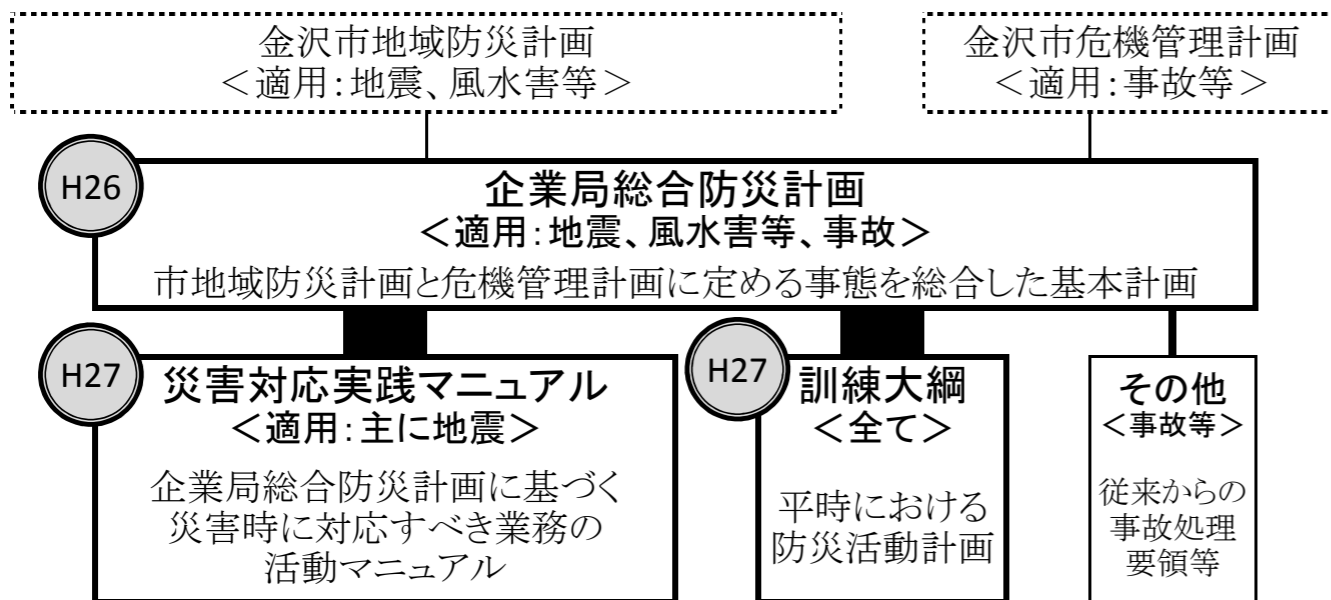 金沢市地域防災計画
＜適用：地震、風水害等＞
金沢市危機管理計画
＜適用：事故等＞
H26
企業局総合防災計画
＜適用：地震、風水害等、事故＞
市地域防災計画と危機管理計画に定める事態を総合した基本計画
H27
災害対応実践マニュアル
＜適用：主に地震＞
企業局総合防災計画に基づく
災害時に対応すべき業務の
活動マニュアル
H27
訓練大綱
＜全て＞
平時における
防災活動計画
その他
＜事故等＞
従来からの
事故処理
要領等